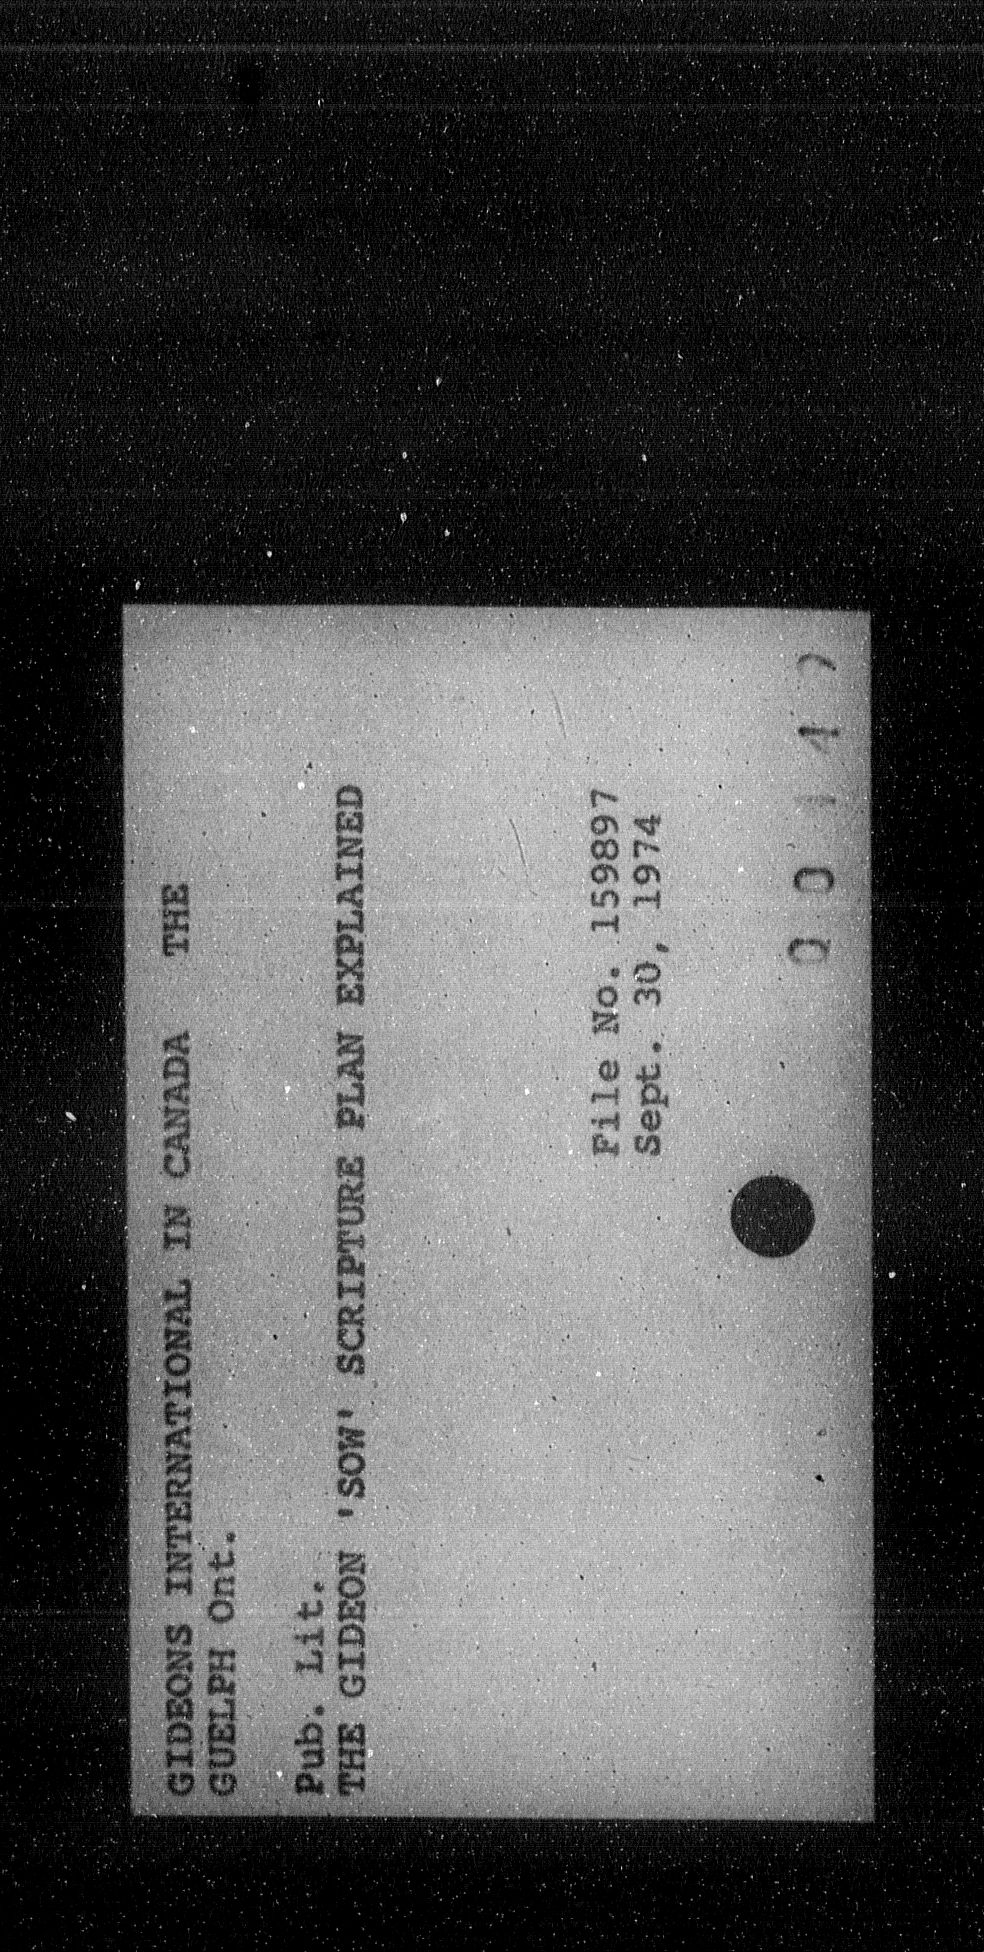 GIDEONS INTERNATIONAL IN CANADA THE
GUELPH Ont.
Pub. Lit.
THE GIDEON 'SOW' SCRIPTURE PLAN EXPLAINED
File No. 159897
Sept. 30, 1974